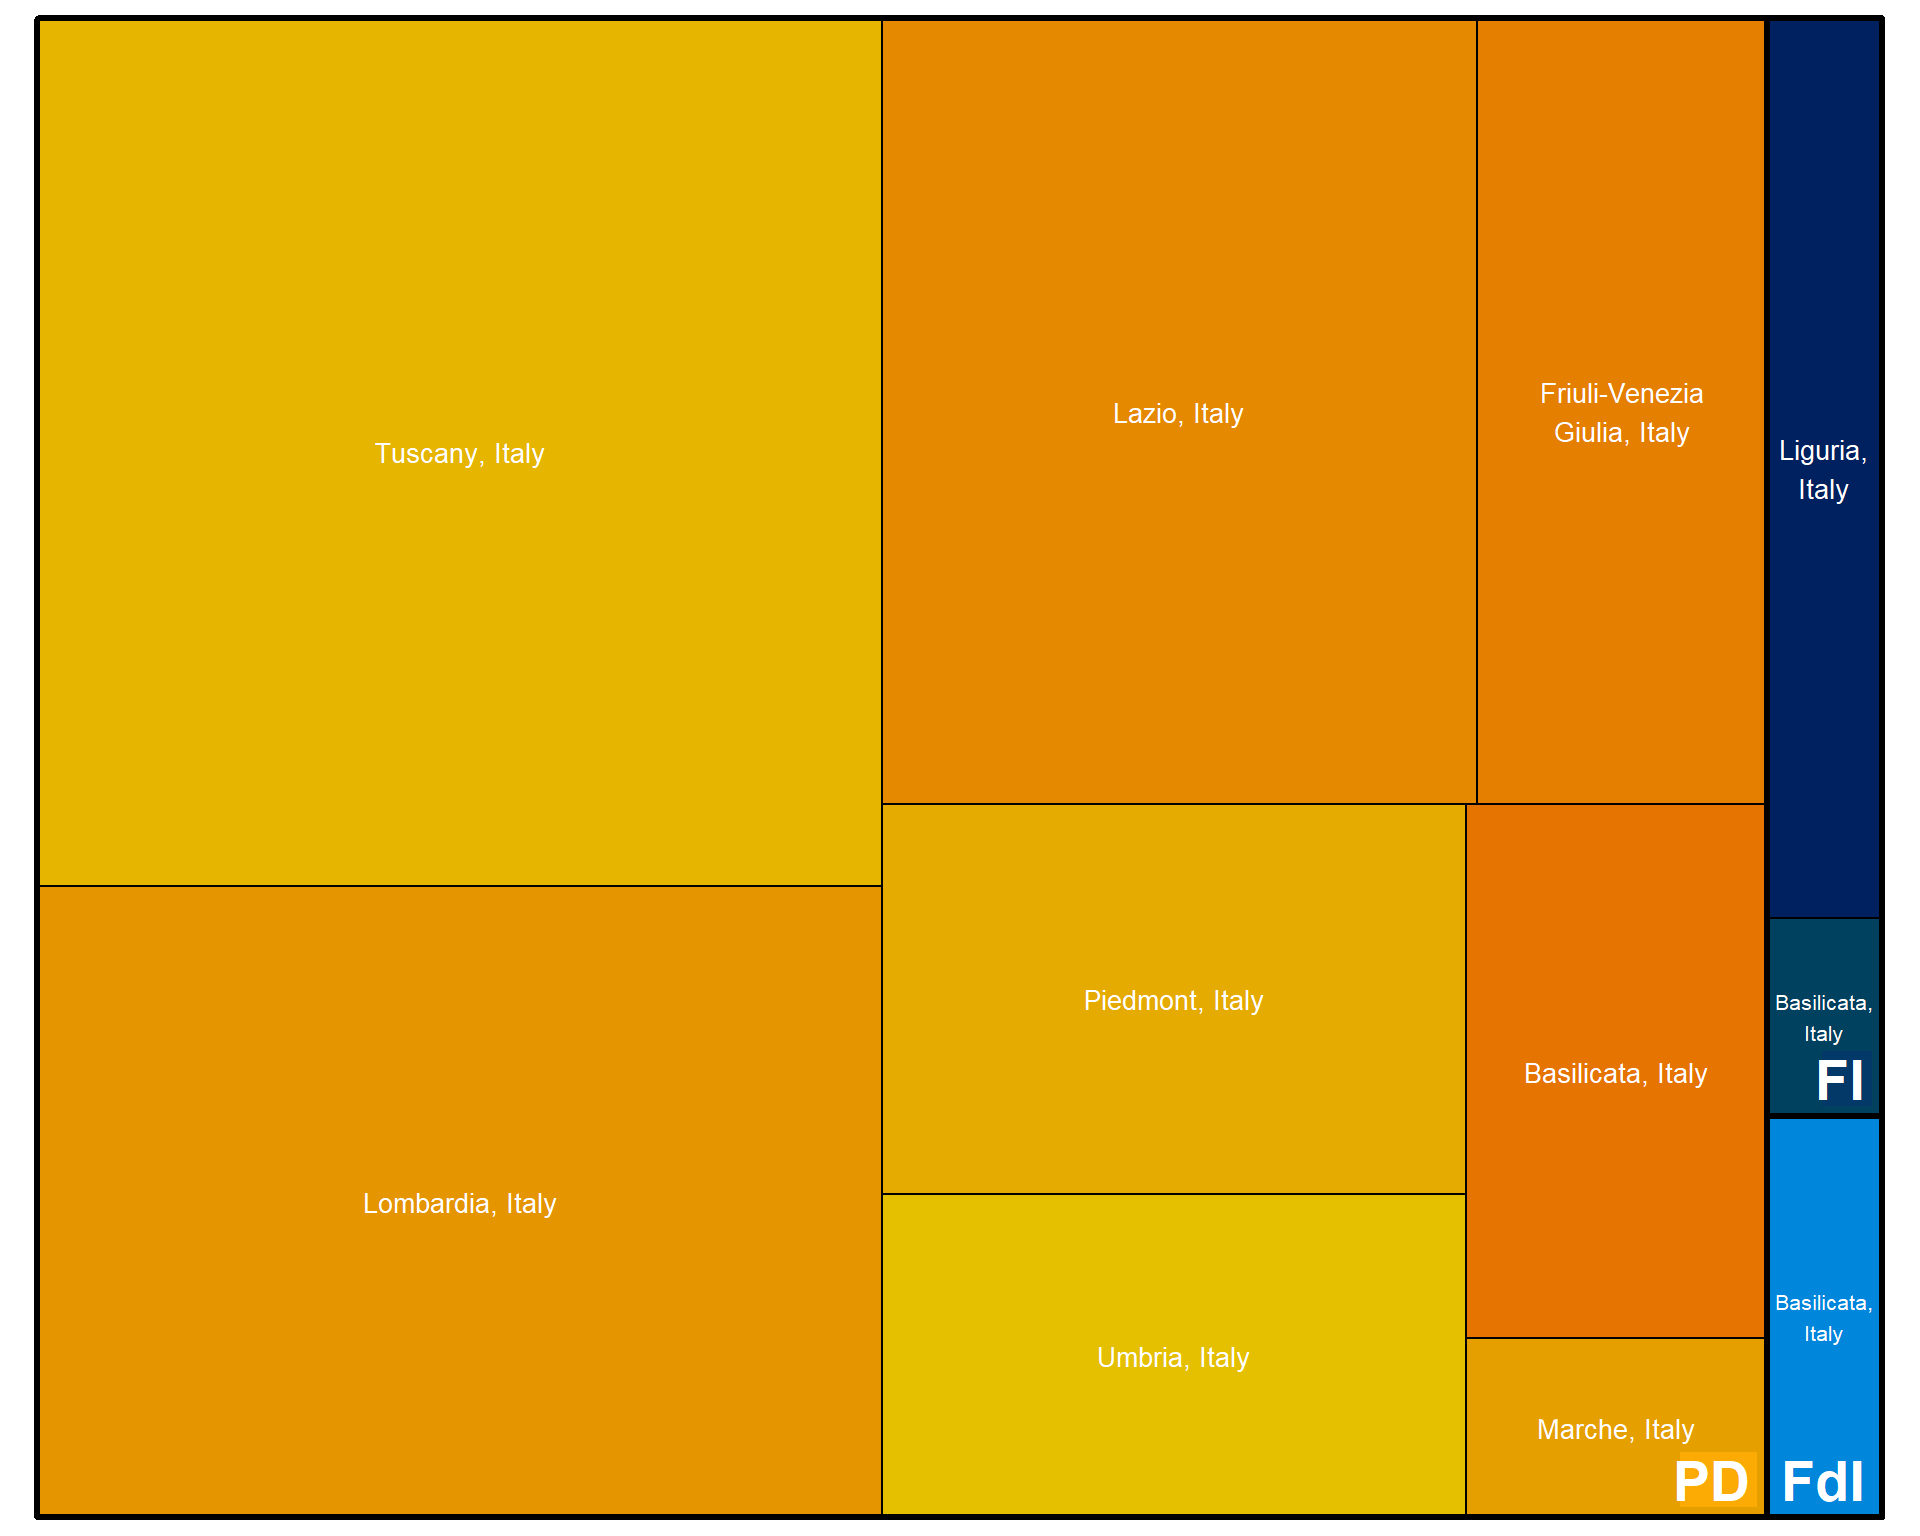 Tuscany, Italy
Lombardia, Italy
Lazio, Italy
Friuli-Venezia
Giulia, Italy
Piedmont, Italy
Umbria, Italy
Basilicata, Italy
Marche, Italy
PD
Liguria,
Italy
Basilicata,
Italy
FI
Basilicata,
Italy
FdI